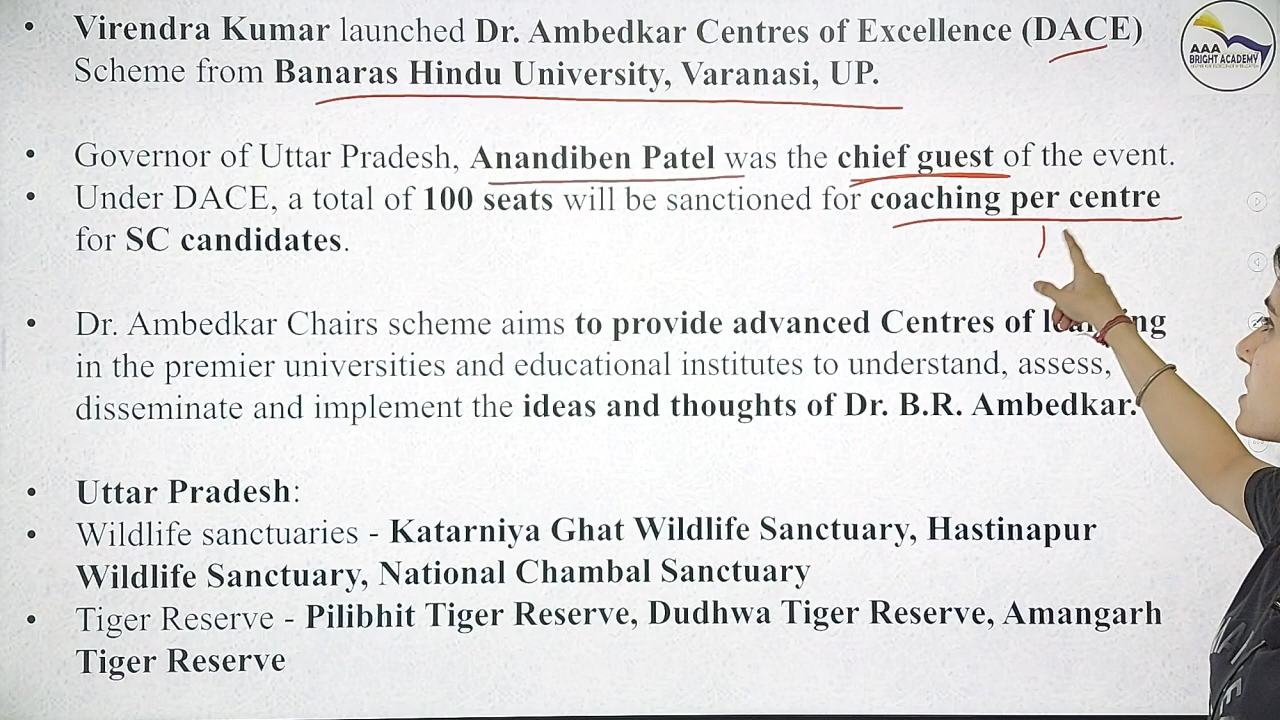 • Virendra Kumar launched Dr. Ambedkar Centres of Excellence (DACE)
Scheme from Banaras Hindu University, Varanasi, UP.
• Governor of Uttar Pradesh, Anandiben Patel was the chief guest of the event.
• Under DACE, a total of 100 seats will be sanctioned for coaching per centre
for SC candidates.
• Dr. Ambedkar Chairs scheme aims to provide advanced Centres of
in the premier universities and educational institutes to understand, assess,
disseminate and implement the ideas and thoughts of Dr. B.R. Ambedkar.
• Uttar Pradesh:
• Wildlife sanctuaries - Katarniya Ghat Wildlife Sanctuary, Hastinapur
Wildlife Sanctuary, National Chambal Sanctuary
• Tiger Reserve - Pilibhit Tiger Reserve, Dudhwa Tiger Reserve, Amangarh
Tiger Reserve
AAA
BRIGHT ACADEMY